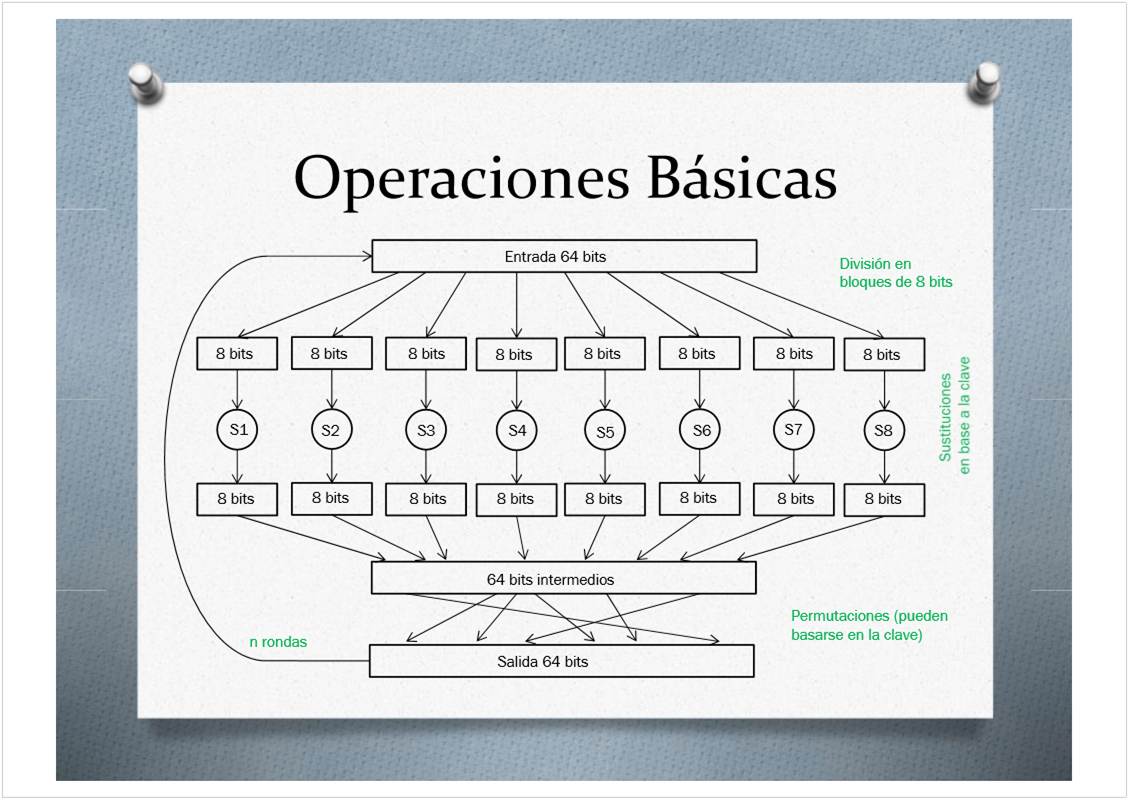 Operaciones Básicas
Entrada 64 bits
División en
bloques de 8 bits
8 bits
8 bits
8 bits
8 bits
8 bits
8 bits
8 bits
8 bits
Sustituciones
en base a la clave
S1
S2
S3
S4
S5
S6
S7
S8
8 bits
8 bits
8 bits
8 bits
8 bits
8 bits
8 bits
8 bits
64 bits intermedios
Permutaciones (pueden
basarse en la clave)
n rondas
Salida 64 bits